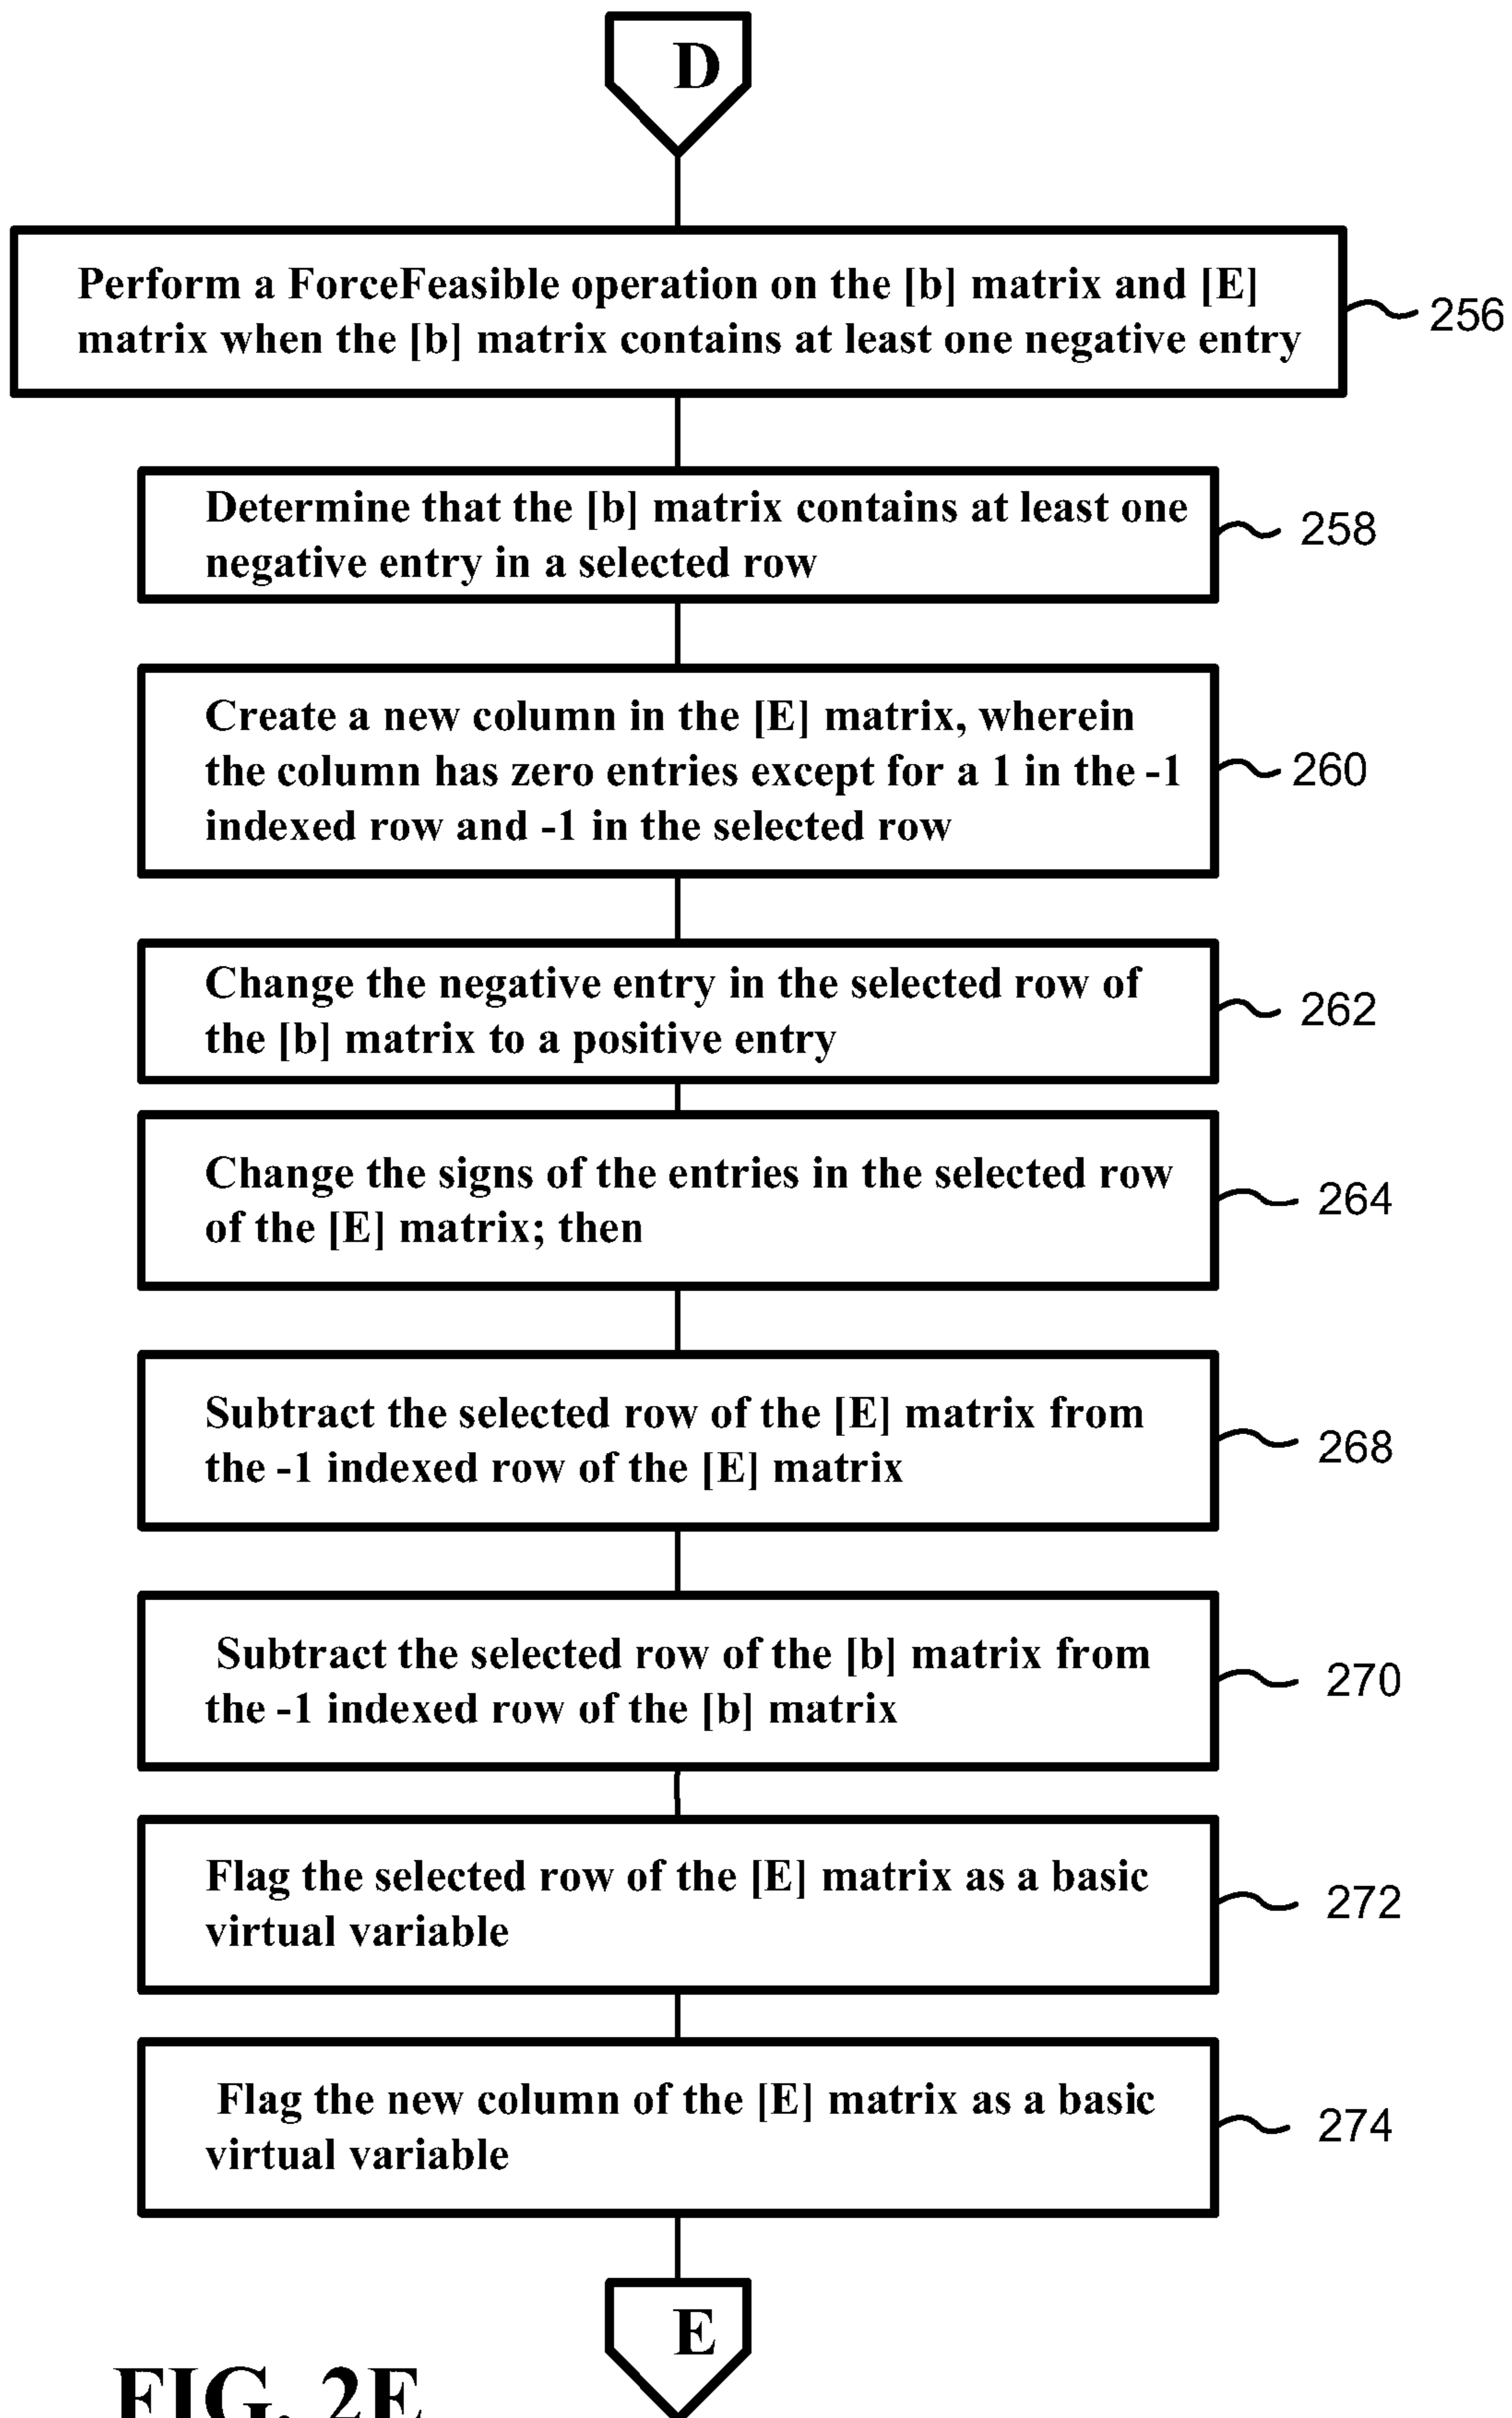 D
Perform a ForceFeasible operation on the [b] matrix and [E]
matrix when the [b] matrix contains at least one negative entry
256
Determine that the [b] matrix contains at least one
negative entry in a selected row
258
Create a new column in the [E] matrix, wherein
the column has zero entries except for a 1 in the -1
indexed row and -1 in the selected row
260
Change the negative entry in the selected row of
the [b] matrix to a positive entry
262
Change the signs of the entries in the selected row
of the [E] matrix; then
264
Subtract the selected row of the [E] matrix from
the -1 indexed row of the [E] matrix
268
Subtract the selected row of the [b] matrix from
the -1 indexed row of the [b] matrix
270
Flag the selected row of the [E] matrix as a basic
virtual variable
272
Flag the new column of the [E] matrix as a basic
virtual variable
274
E
FIG. 2E